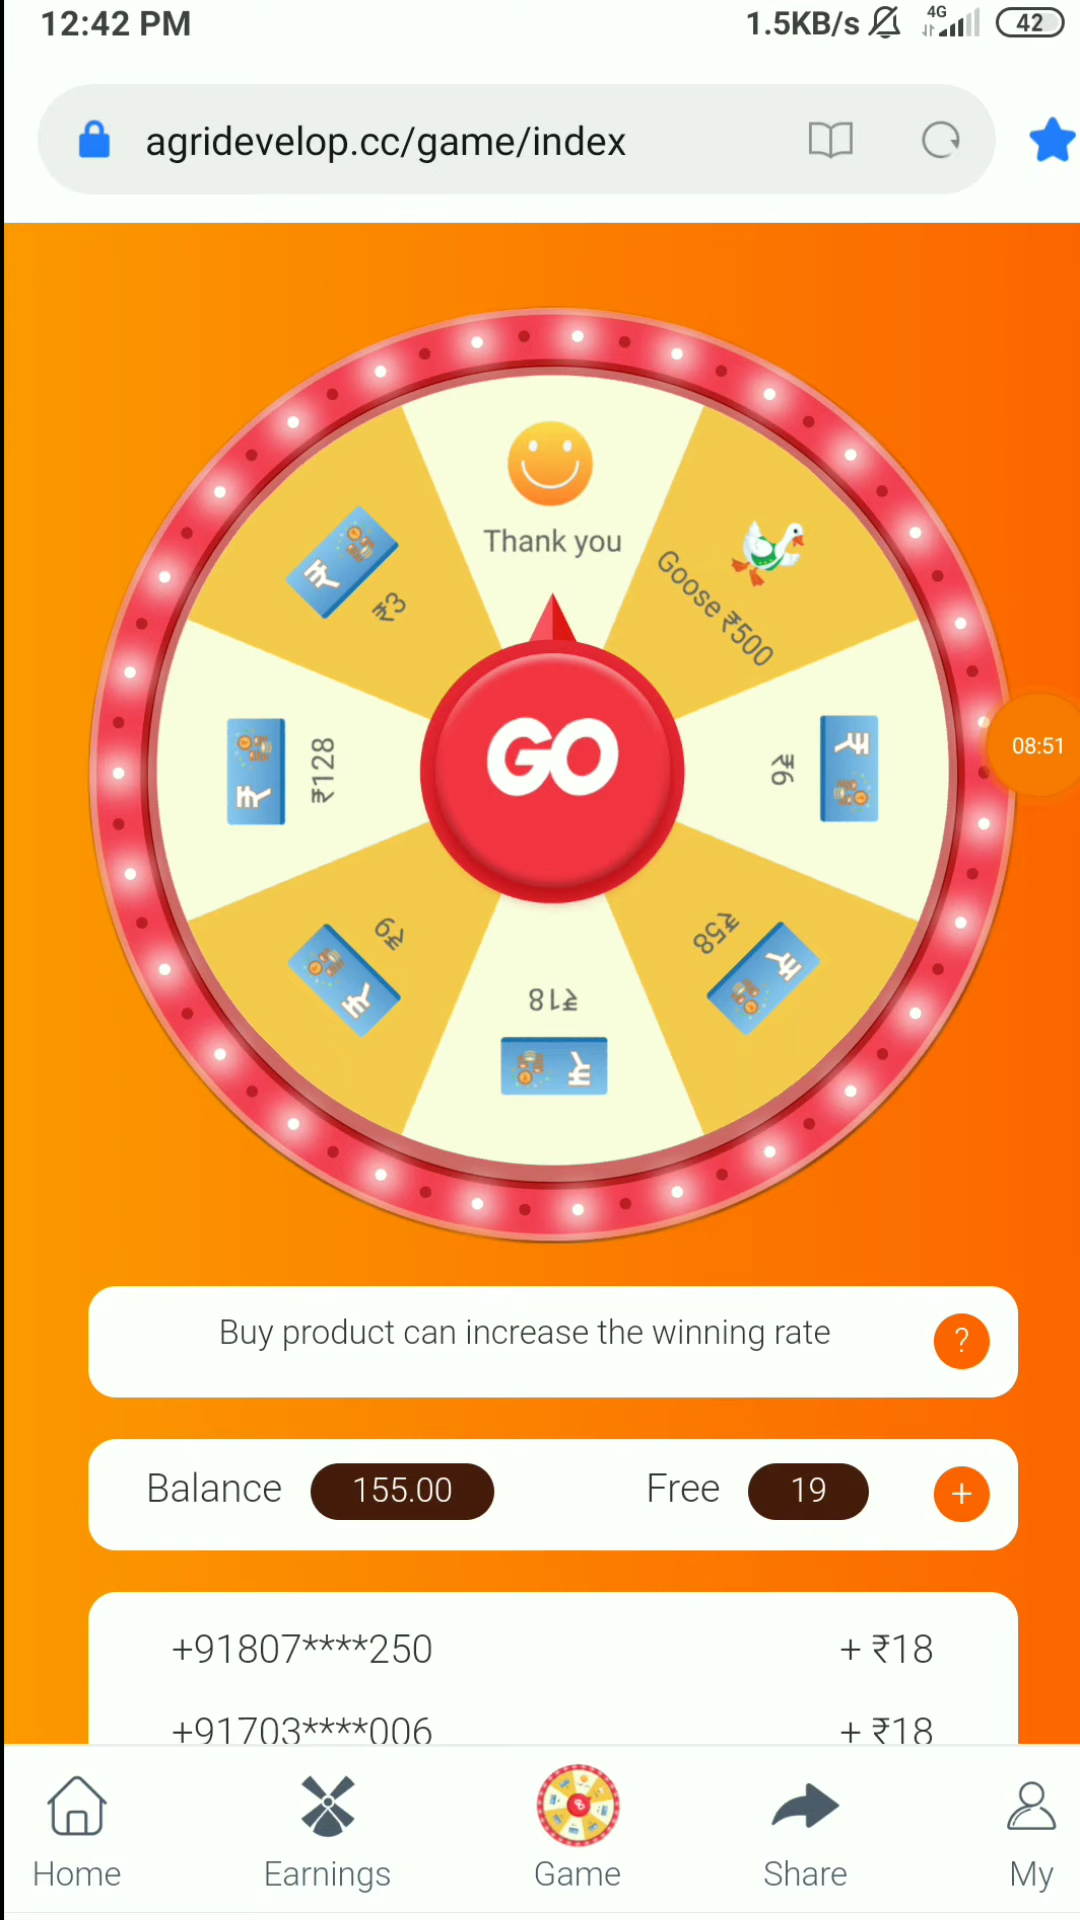 12:42 PM
1.5KB/s 4G 42
agridevelop.cc/game/index
Thank you
Goose ₹500
₹3
₹128
₹6
08:51
GO
₹9
₹58
₹18
Buy product can increase the winning rate
?
Balance 155.00 Free 19 +
+91807****250 + ₹18
+91703****006 + ₹18
Home Earnings Game Share My